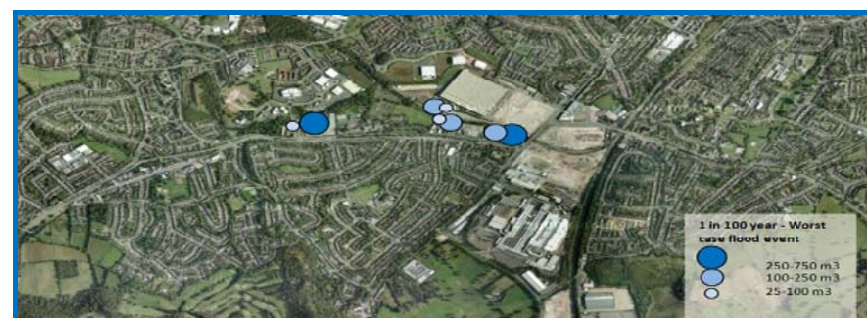 1 in 100 year - Worst
case flood event
250-750 m3
100-250 m3
25-100 m3